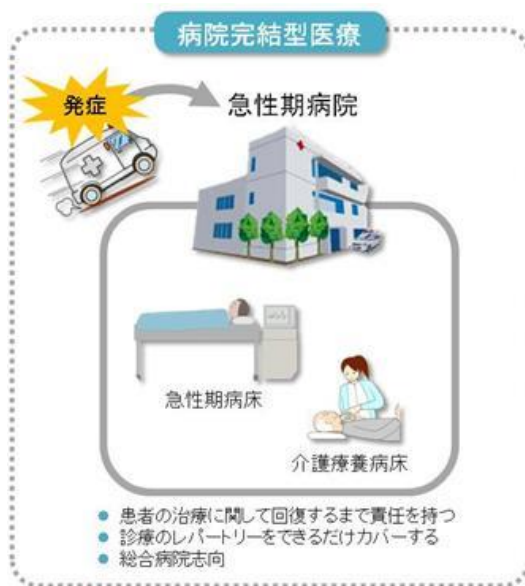 病院完結型医療
発症
急性期病院
急性期病床
介護療養病床
● 患者の治療に関して回復するまで責任を持つ
● 診療のレパートリーをできるだけカバーする
● 総合病院志向